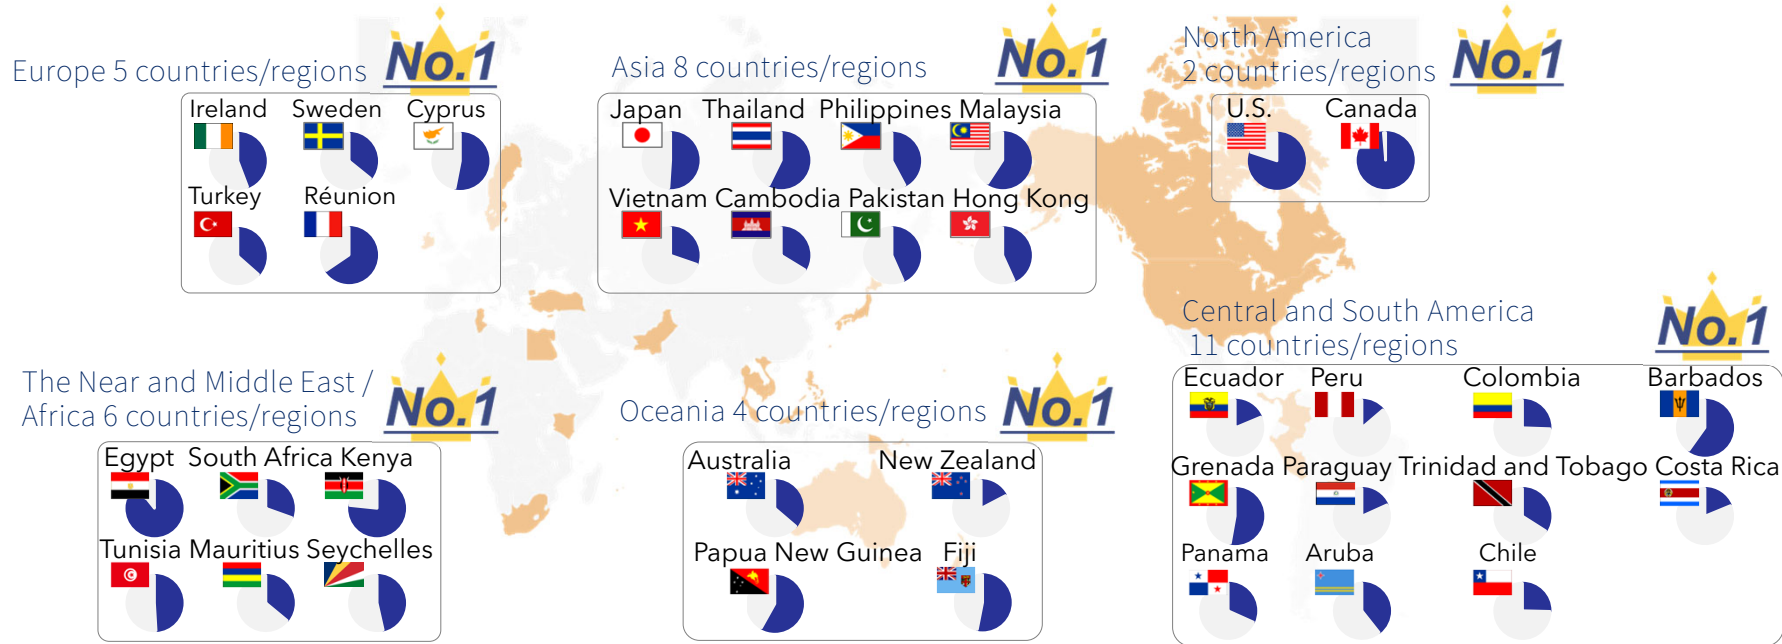 Europe 5 countries/regions
No.1
Ireland Sweden Cyprus
Turkey Réunion
Asia 8 countries/regions
No.1
Japan Thailand Philippines Malaysia
Vietnam Cambodia Pakistan Hong Kong
North America
2 countries/regions
No.1
U.S. Canada
The Near and Middle East /
Africa 6 countries/regions
No.1
Egypt South Africa Kenya
Tunisia Mauritius Seychelles
Oceania 4 countries/regions
No.1
Australia New Zealand
Papua New Guinea Fiji
Central and South America
11 countries/regions
No.1
Ecuador Peru Colombia Barbados
Grenada Paraguay Trinidad and Tobago Costa Rica
Panama Aruba Chile